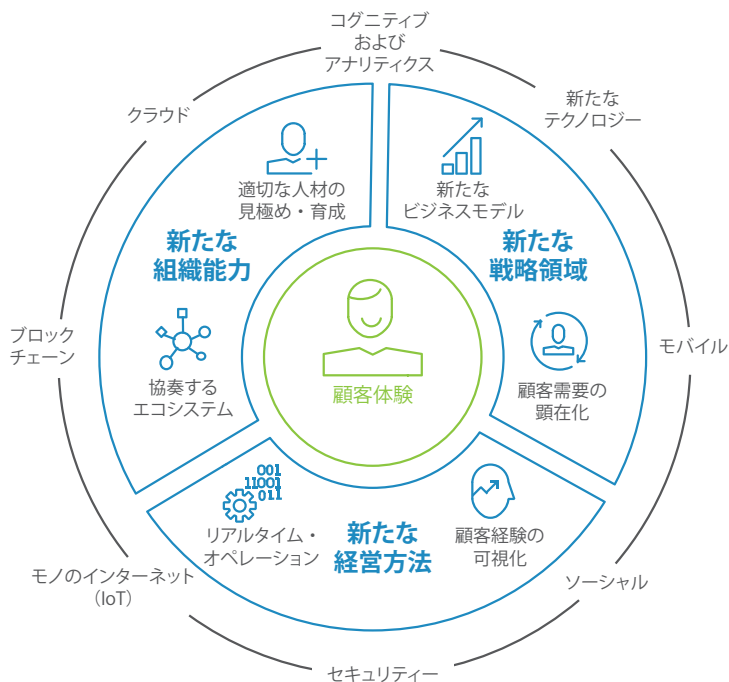 コグニティブ
および
アナリティクス
新たな
テクノロジー
クラウド
適切な人材の
見極め・育成
新たな
ビジネスモデル
新たな
組織能力
新たな
戦略領域
ブロック
チェーン
モバイル
協奏する
エコシステム
顧客体験
顧客需要の
顕在化
001
11001
011
リアルタイム・
オペレーション
新たな
経営方法
顧客経験の
可視化
モノのインターネット
（IoT）
ソーシャル
セキュリティー